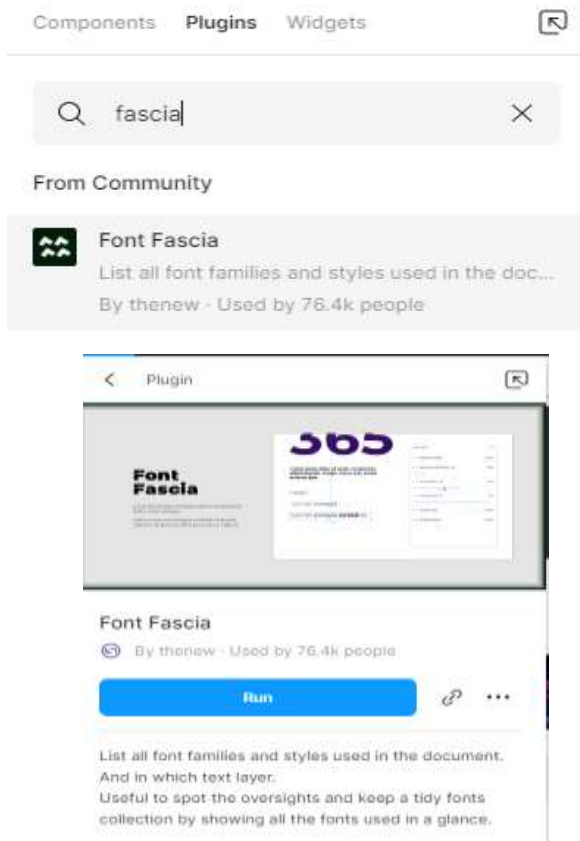 Components Plugins Widgets
fascia
From Community
Font Fascia
List all font families and styles used in the doc...
By thenew · Used by 76.4k people
Plugin
365
Font
Fascia
Font Fascia
By thenew · Used by 76.4k people
Run
List all font families and styles used in the document.
And in which text layer.
Useful to spot the oversights and keep a tidy fonts
collection by showing all the fonts used in a glance.